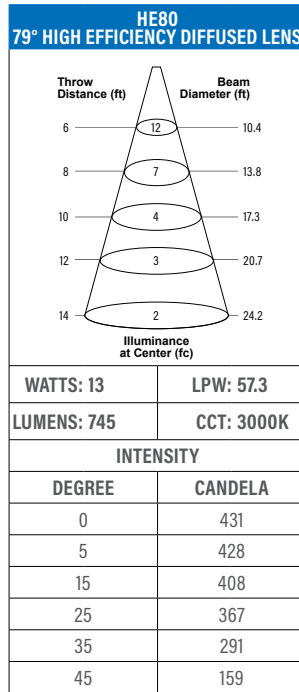 HE80
79° HIGH EFFICIENCY DIFFUSED LENS
Throw Distance (ft)
Beam Diameter (ft)
6 12 10.4
8 7 13.8
10 4 17.3
12 3 20.7
14 2 24.2
Illuminance
at Center (fc)
WATTS: 13 LPW: 57.3
LUMENS: 745 CCT: 3000K
INTENSITY
DEGREE CANDELA
0 431
5 428
15 408
25 367
35 291
45 159